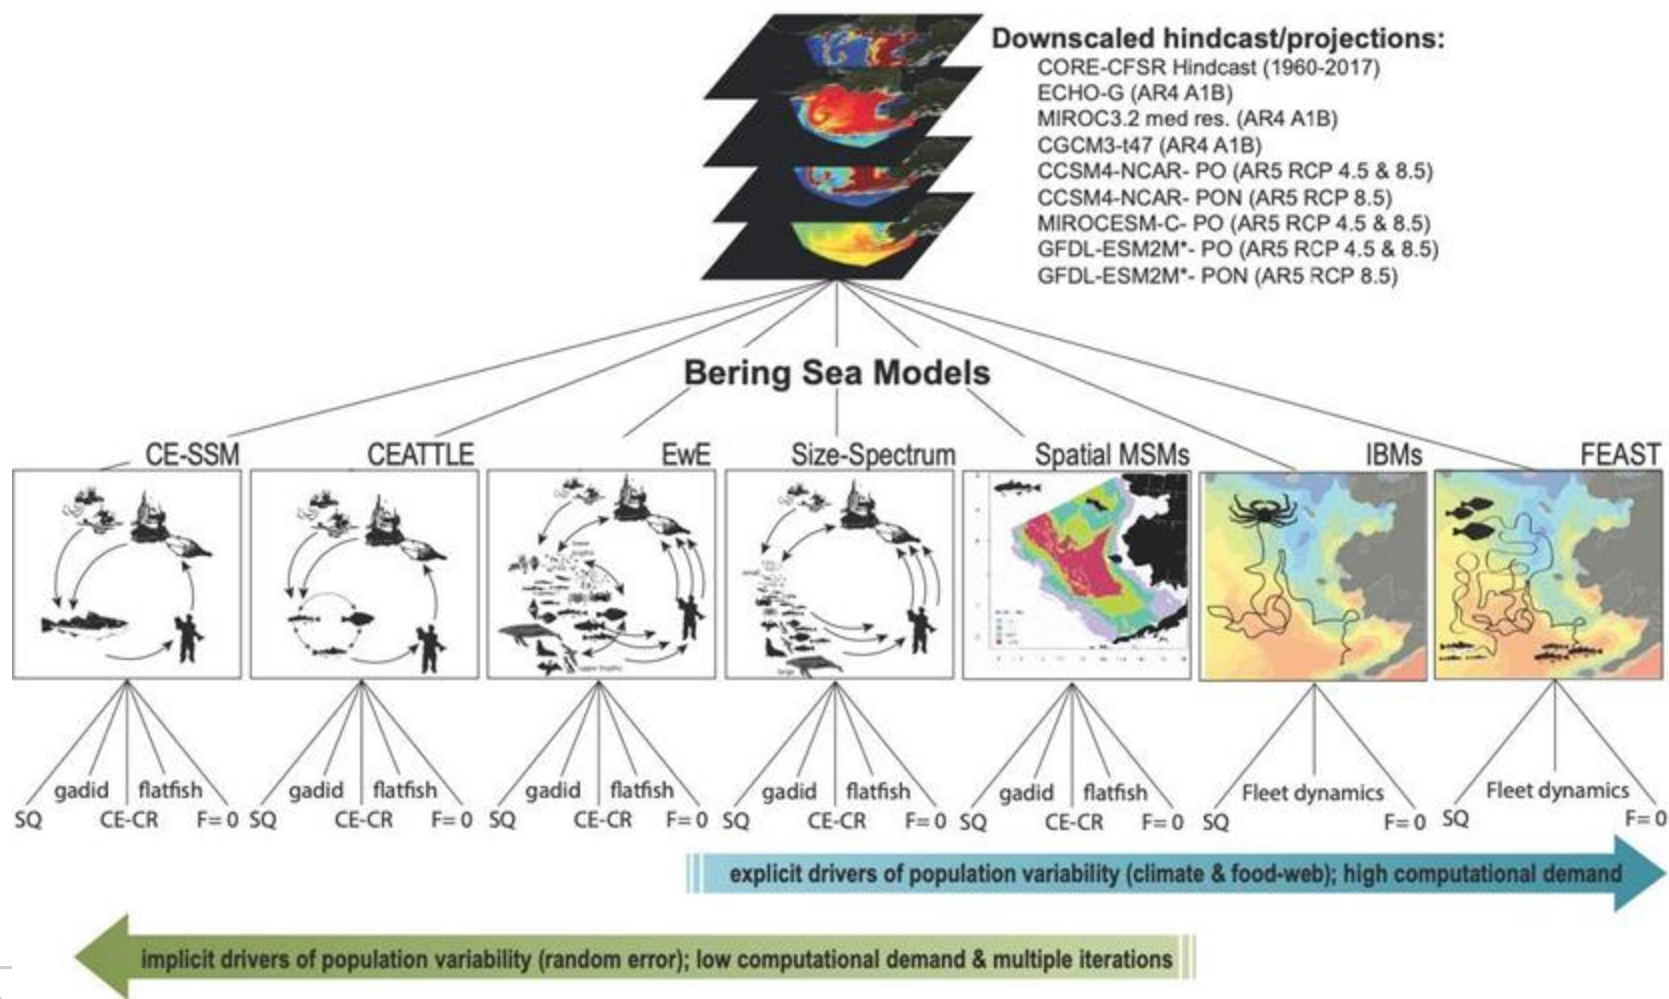 Downscaled hindcast/projections:
CORE-CFSR Hindcast (1960-2017)
ECHO-G (AR4 A1B)
MIROC3.2 med res. (AR4 A1B)
CGCM3-t47 (AR4 A1B)
CCSM4-NCAR- PO (AR5 RCP 4.5 & 8.5)
CCSM4-NCAR- PON (AR5 RCP 8.5)
MIROCESM-C- PO (AR5 RCP 4.5 & 8.5)
GFDL-ESM2M*- PO (AR5 RCP 4.5 & 8.5)
GFDL-ESM2M*- PON (AR5 RCP 8.5)
Bering Sea Models
CE-SSM CEATTLE EwE Size-Spectrum Spatial MSMs IBMs FEAST
lower
trophic
small
upper trophic
large
gadid flatfish gadid flatfish gadid flatfish gadid flatfish gadid flatfish Fleet dynamics Fleet dynamics
SQ CE-CR F=0 SQ CE-CR F=0 SQ CE-CR F=0 SQ CE-CR F=0 SQ CE-CR F=0 SQ F=0 SQ F=0
explicit drivers of population variability (climate & food-web); high computational demand
implicit drivers of population variability (random error); low computational demand & multiple iterations